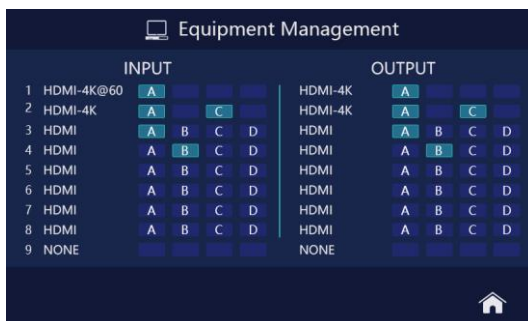 Equipment Management
INPUT OUTPUT
1 HDMI-4K@60 A HDMI-4K A
2 HDMI-4K A C HDMI-4K A C
3 HDMI A B C D HDMI A B C D
4 HDMI A B C D HDMI A B C D
5 HDMI A B C D HDMI A B C D
6 HDMI A B C D HDMI A B C D
7 HDMI A B C D HDMI A B C D
8 HDMI A B C D HDMI A B C D
9 NONE NONE